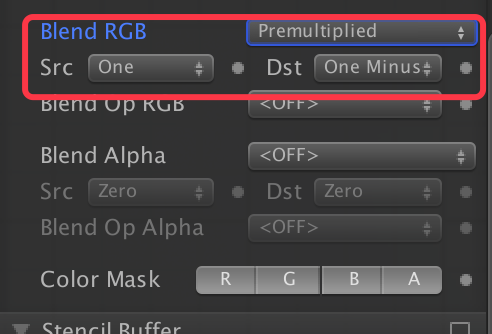 Blend RGB Premultiplied
Src One Dst One Minus
Blend Op RGB <OFF>
Blend Alpha <OFF>
Src Zero Dst Zero
Blend Op Alpha <OFF>
Color Mask R G B A
Stencil Buffer